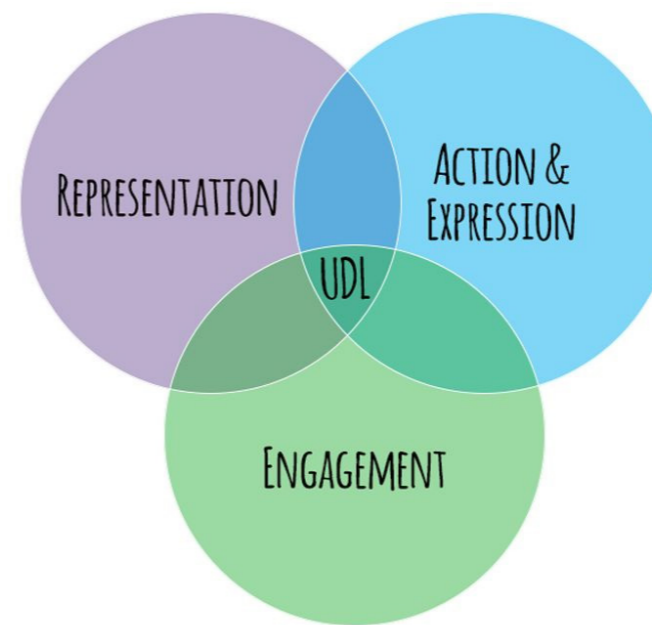 REPRESENTATION
ACTION &
EXPRESSION
UDL
ENGAGEMENT